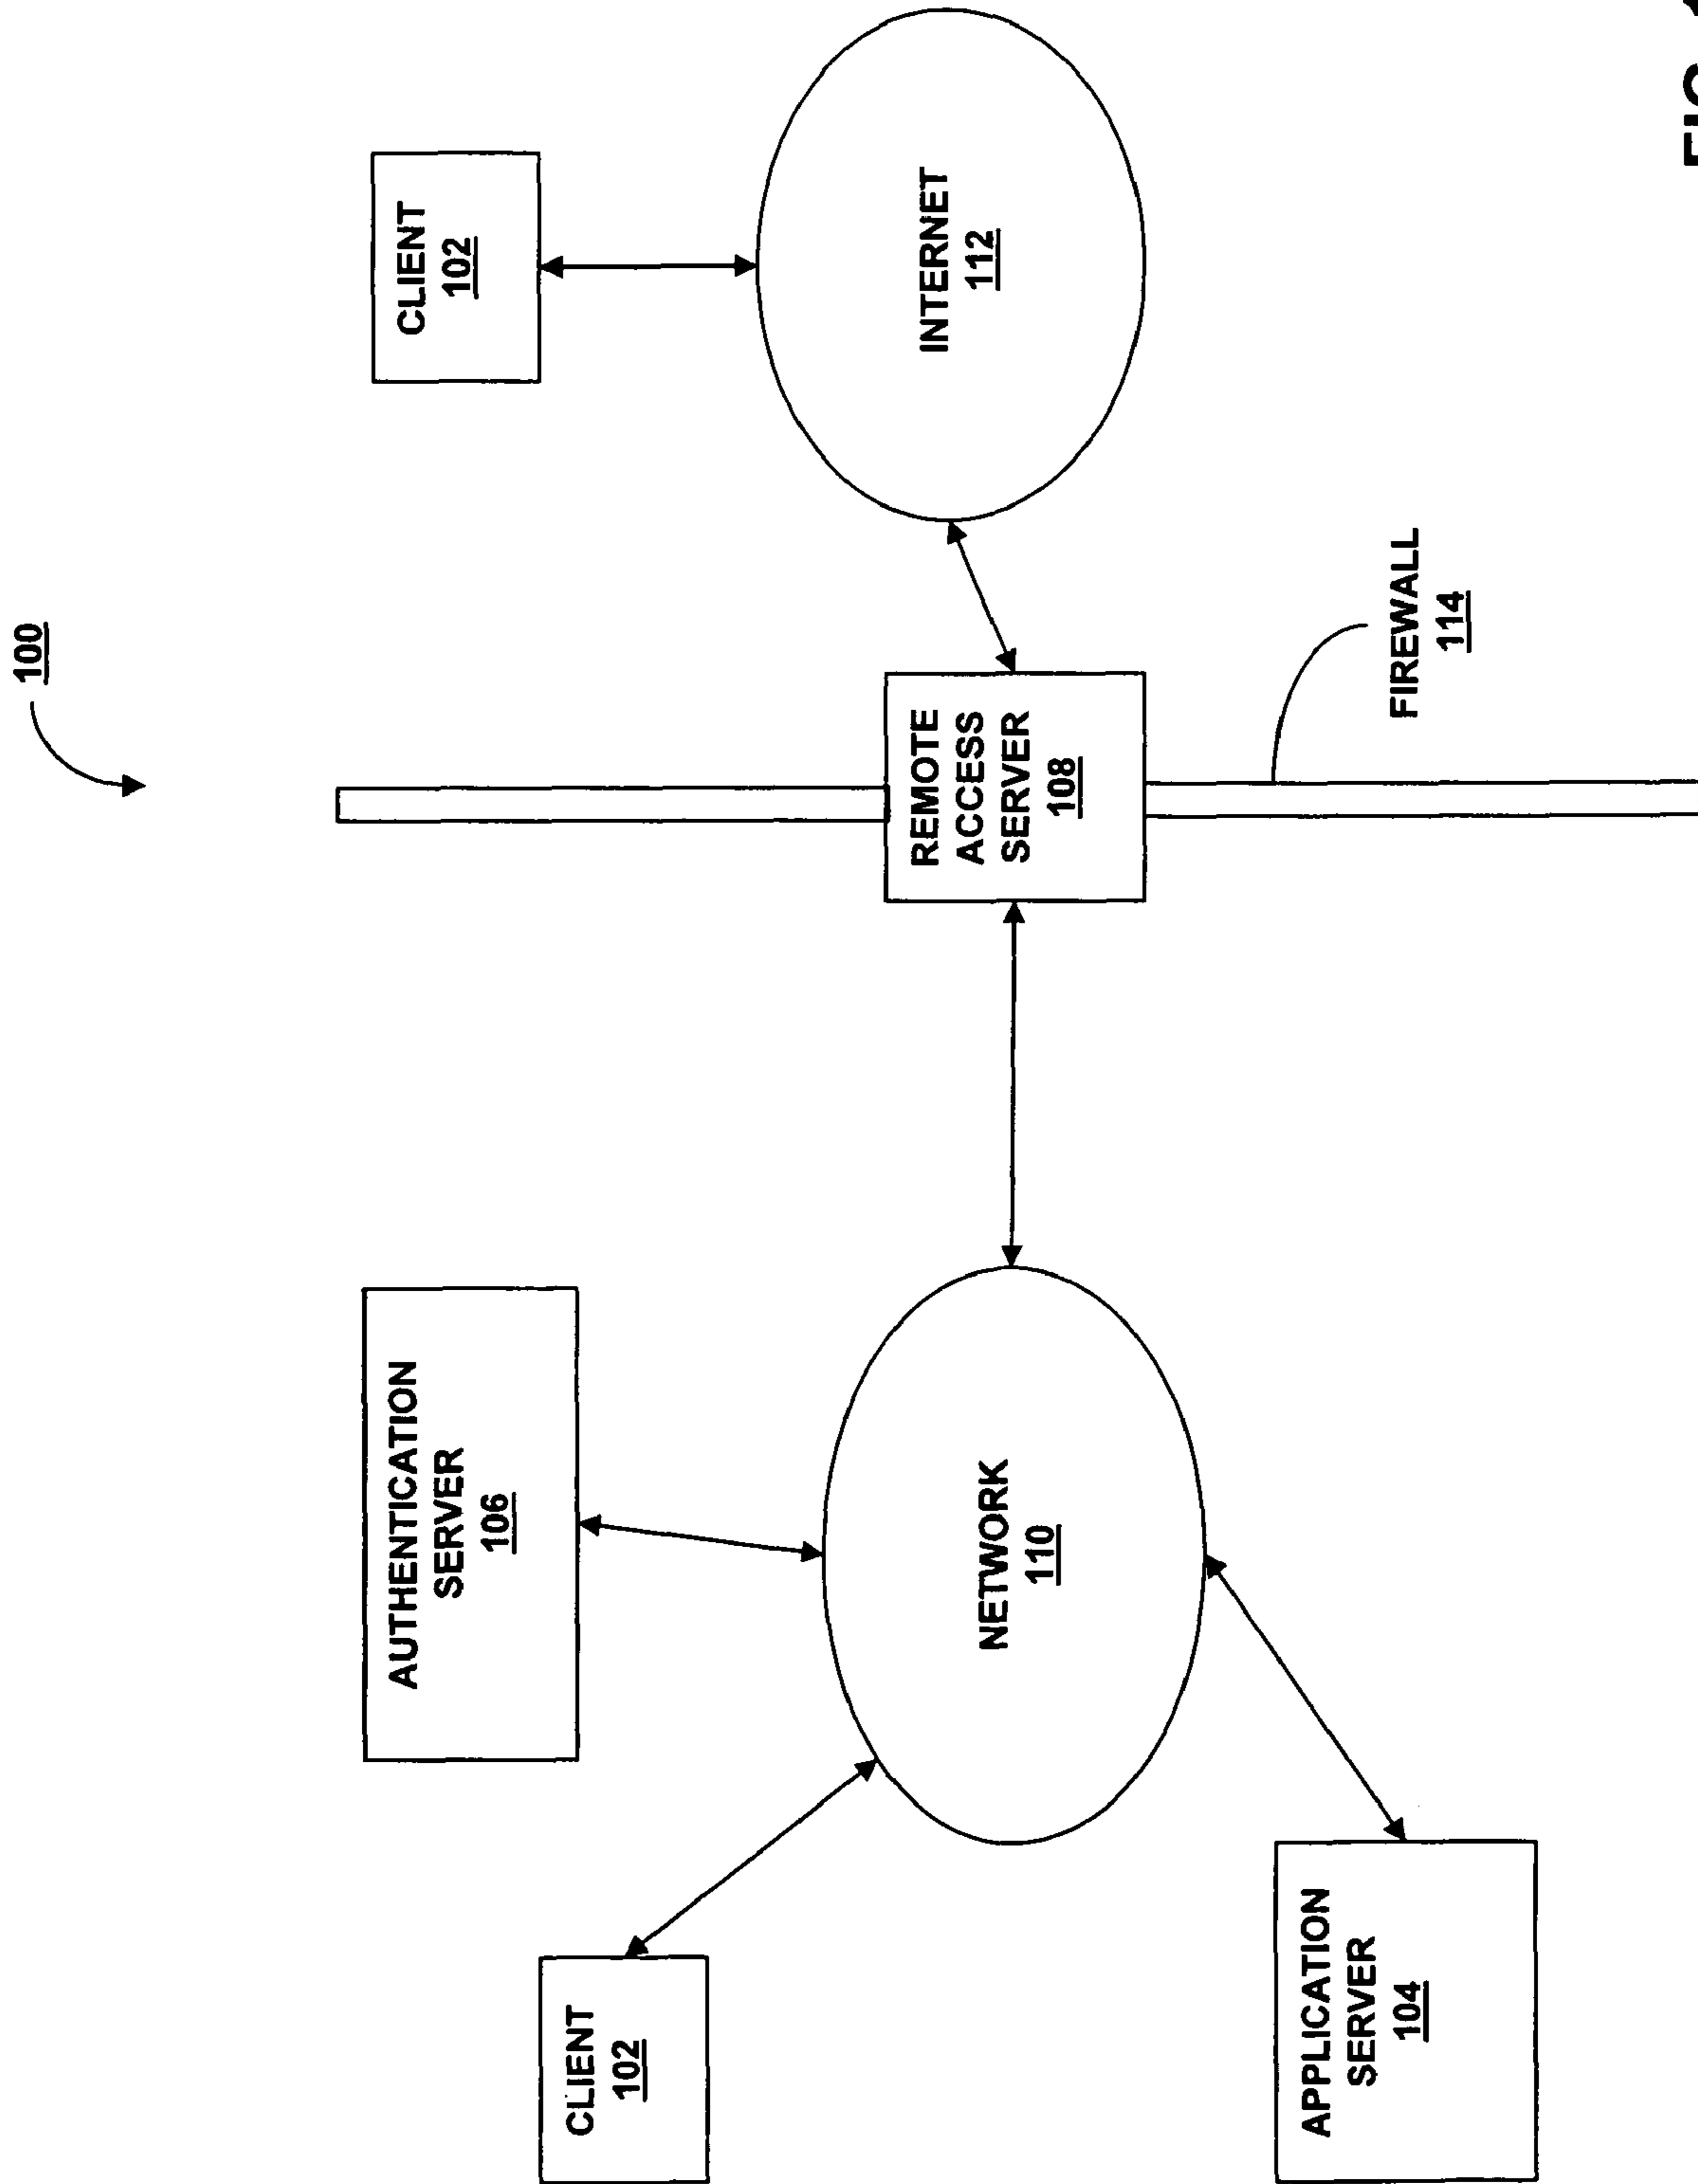 100
CLIENT
102
AUTHENTICATION
SERVER
106
CLIENT
102
NETWORK
110
REMOTE
ACCESS
SERVER
108
INTERNET
112
APPLICATION
SERVER
104
FIREWALL
114
FIG.